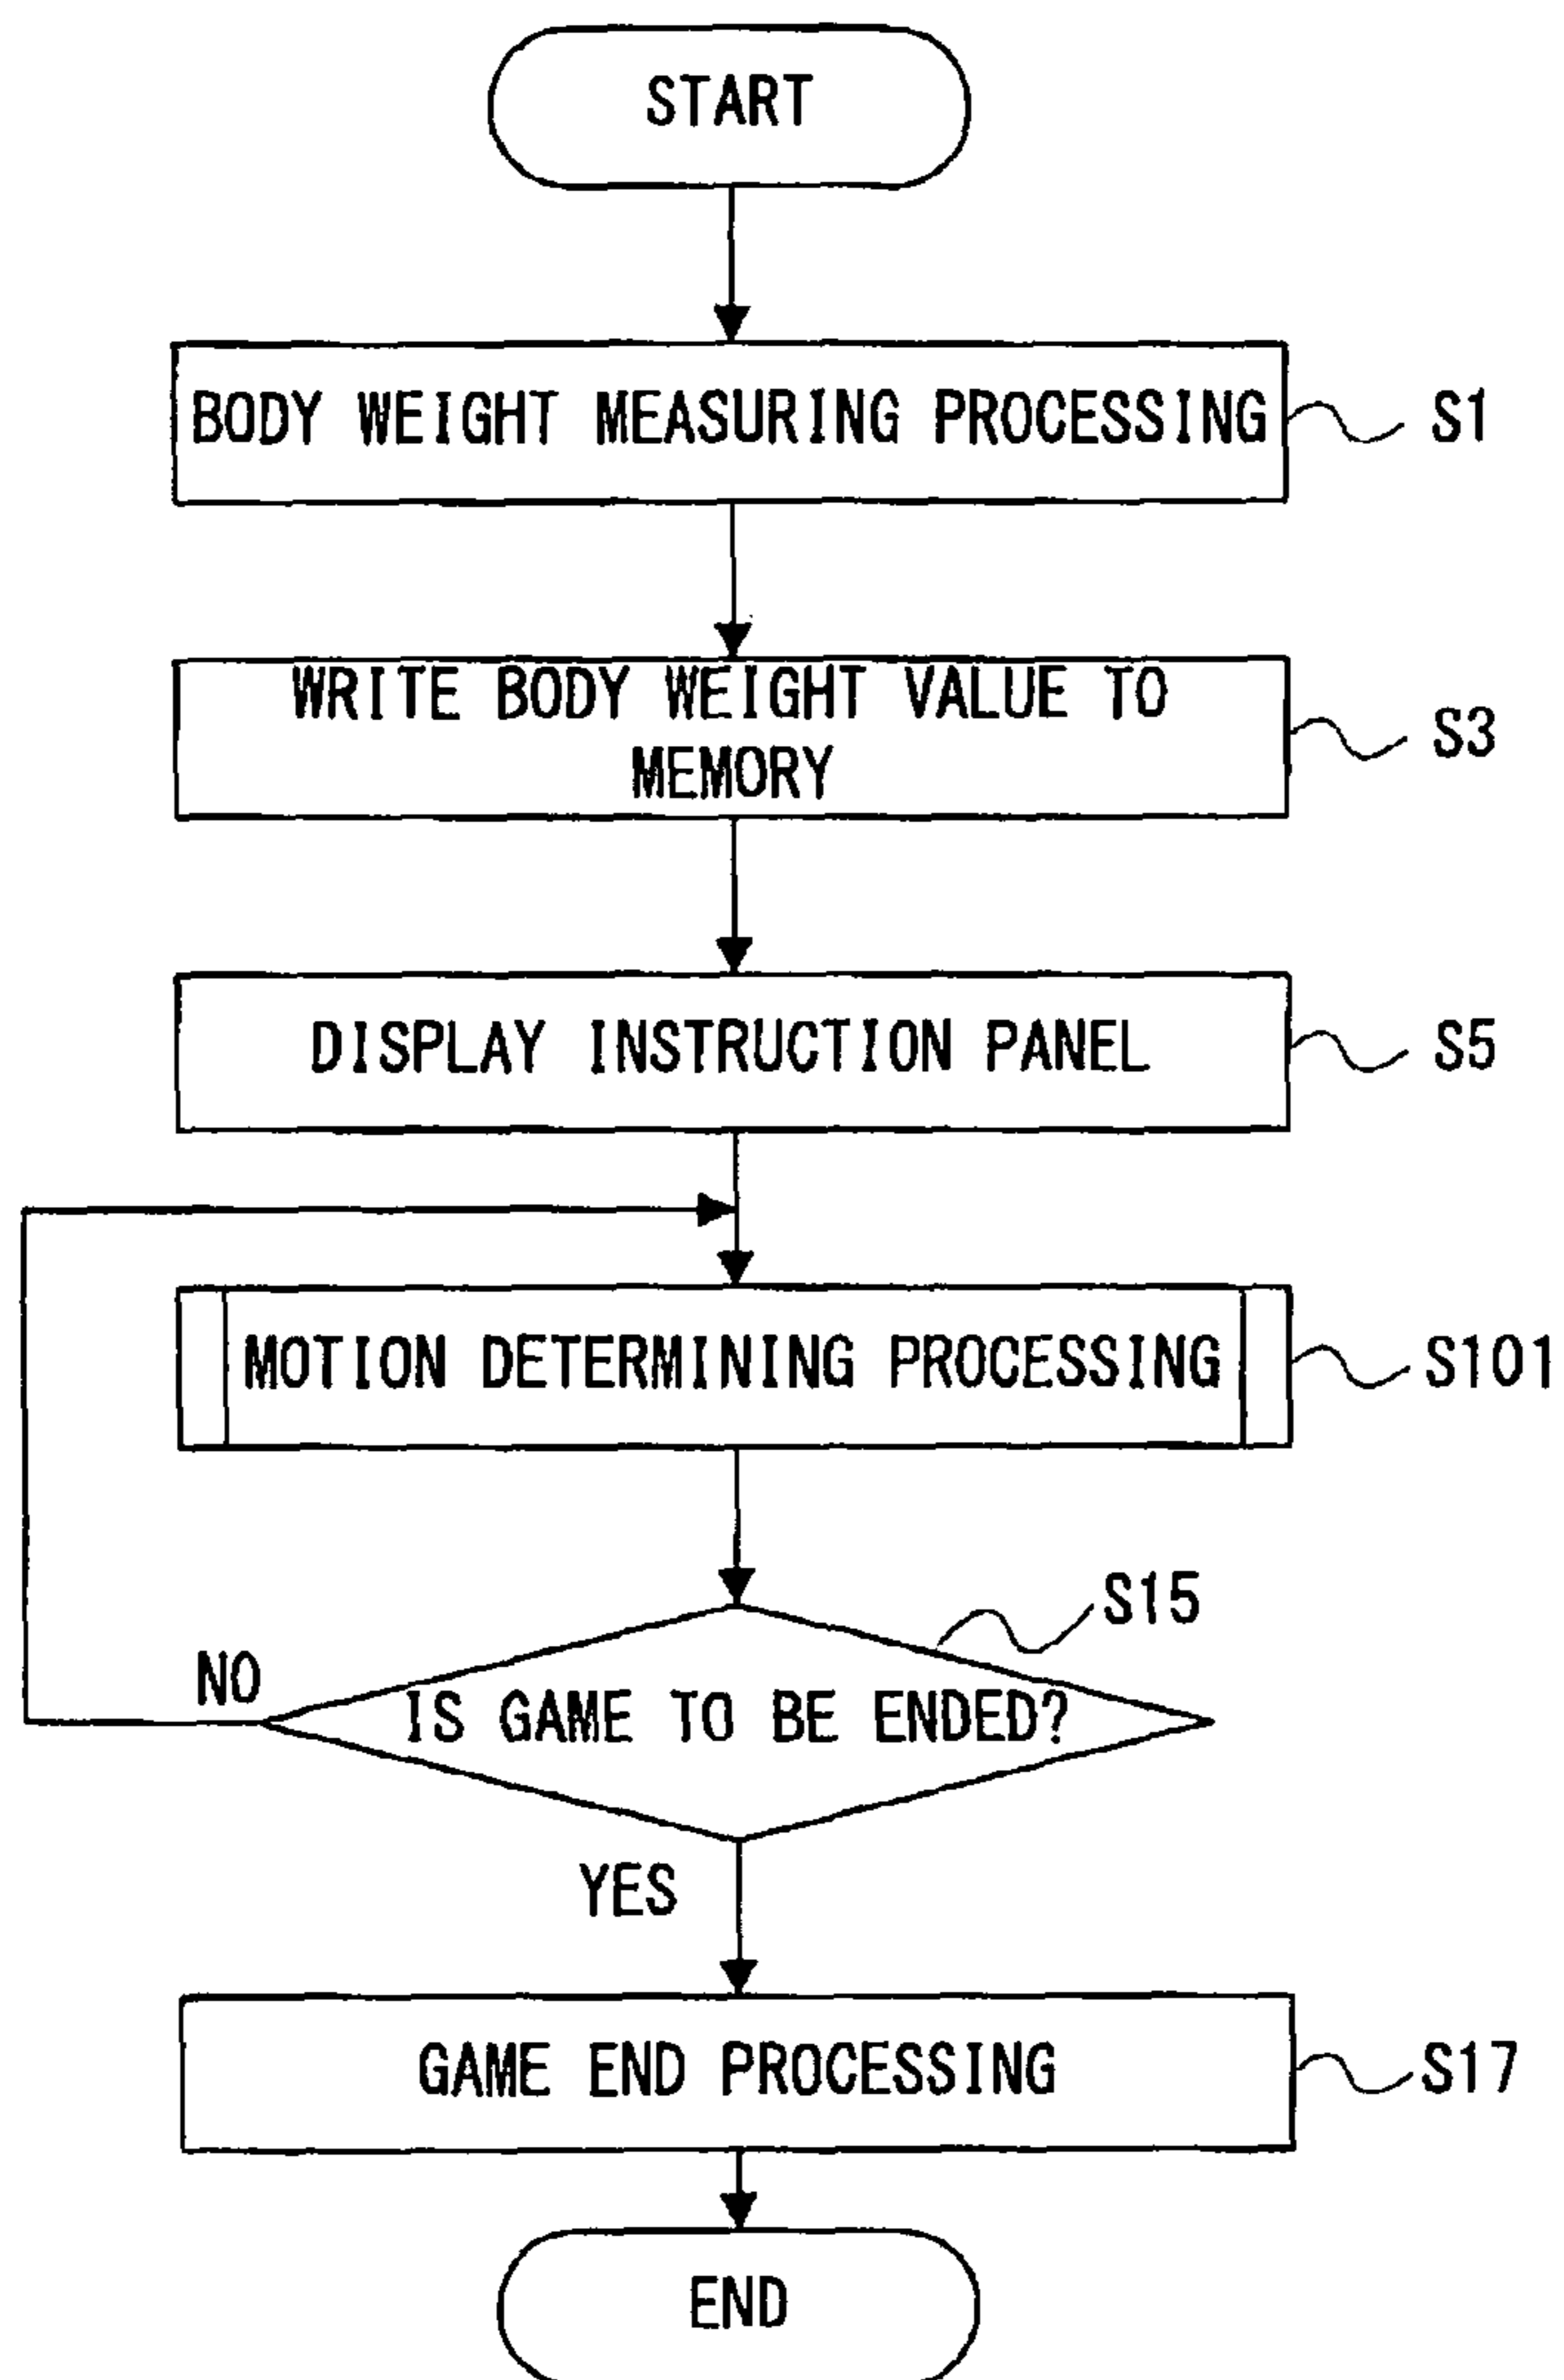 START
BODY WEIGHT MEASURING PROCESSING
S1
WRITE BODY WEIGHT VALUE TO
MEMORY
S3
DISPLAY INSTRUCTION PANEL
S5
MOTION DETERMINING PROCESSING
S101
S15
NO
IS GAME TO BE ENDED?
YES
GAME END PROCESSING
S17
END